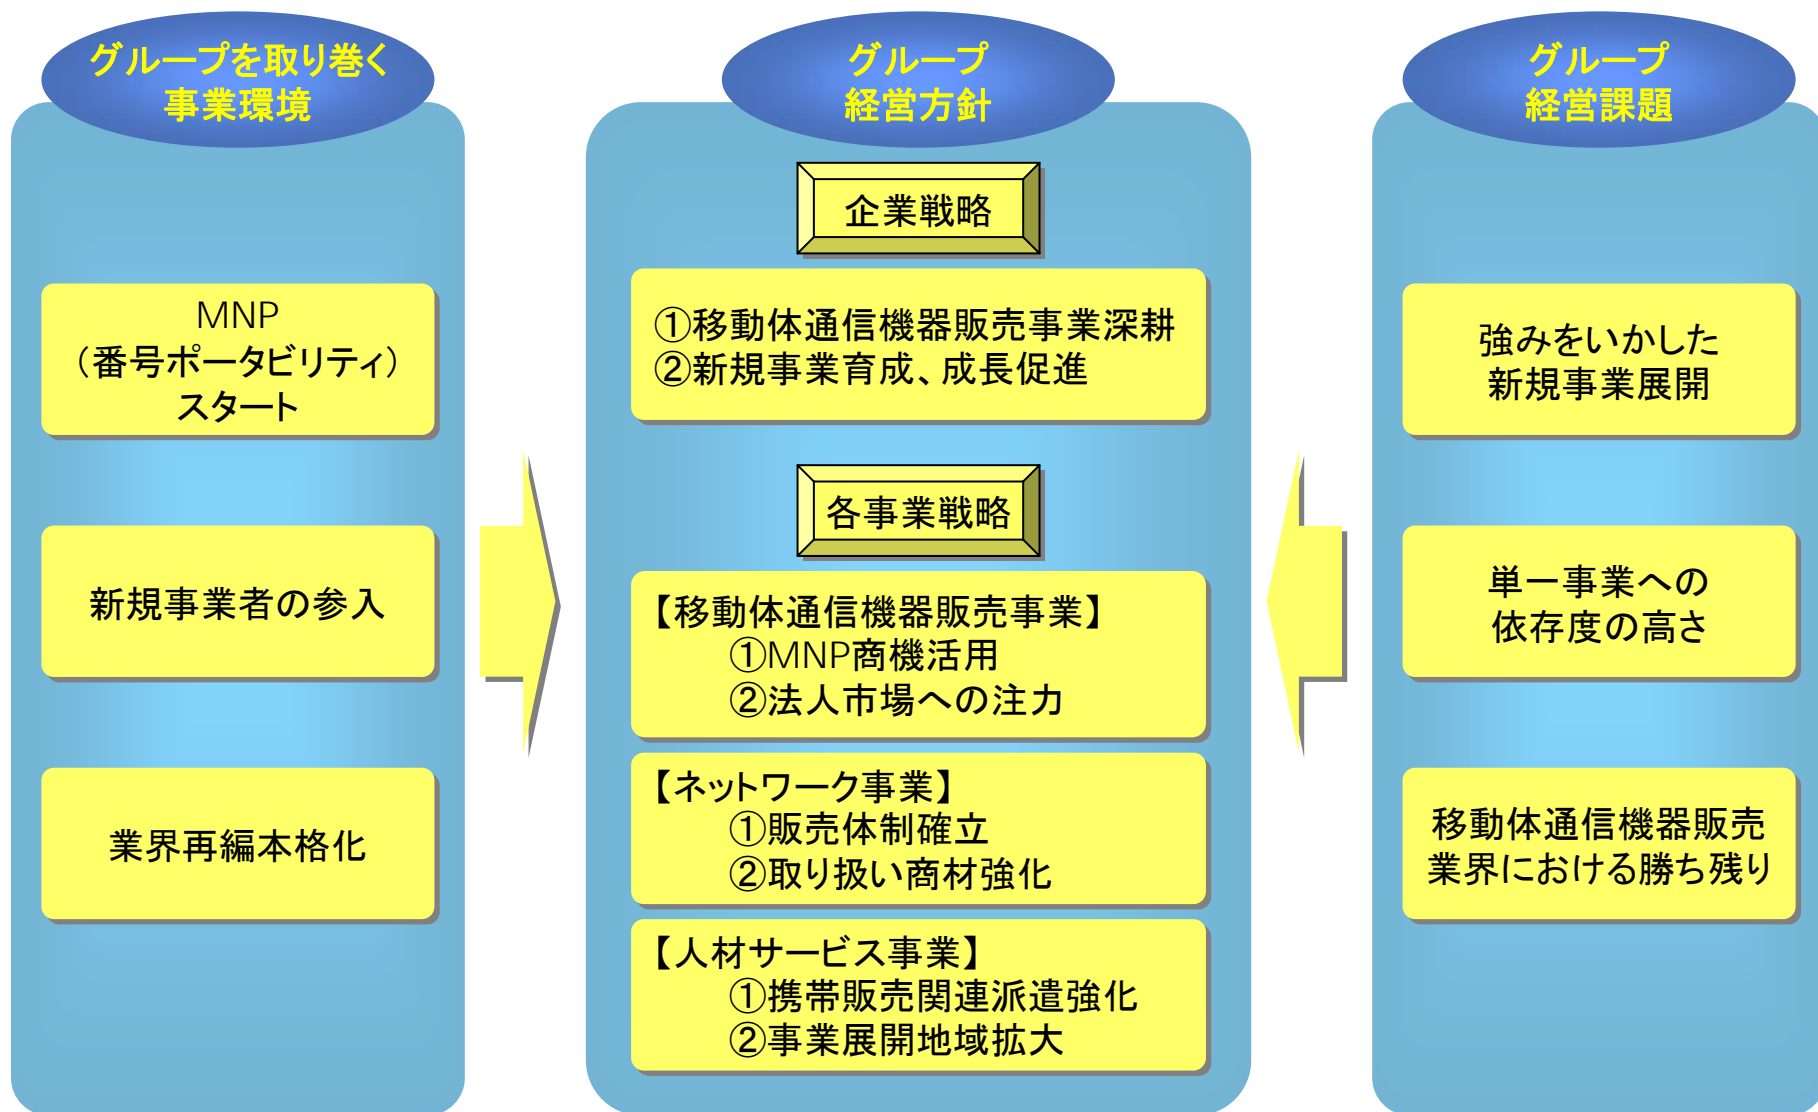 グループを取り巻く
事業環境
MNP
（番号ポータビリティ）
スタート
新規事業者の参入
業界再編本格化
グループ
経営方針
企業戦略
①移動体通信機器販売事業深耕
②新規事業育成、成長促進
各事業戦略
【移動体通信機器販売事業】
①MNP商機活用
②法人市場への注力
【ネットワーク事業】
①販売体制確立
②取り扱い商材強化
【人材サービス事業】
①携帯販売関連派遣強化
②事業展開地域拡大
グループ
経営課題
強みをいかした
新規事業展開
単一事業への
依存度の高さ
移動体通信機器販売
業界における勝ち残り